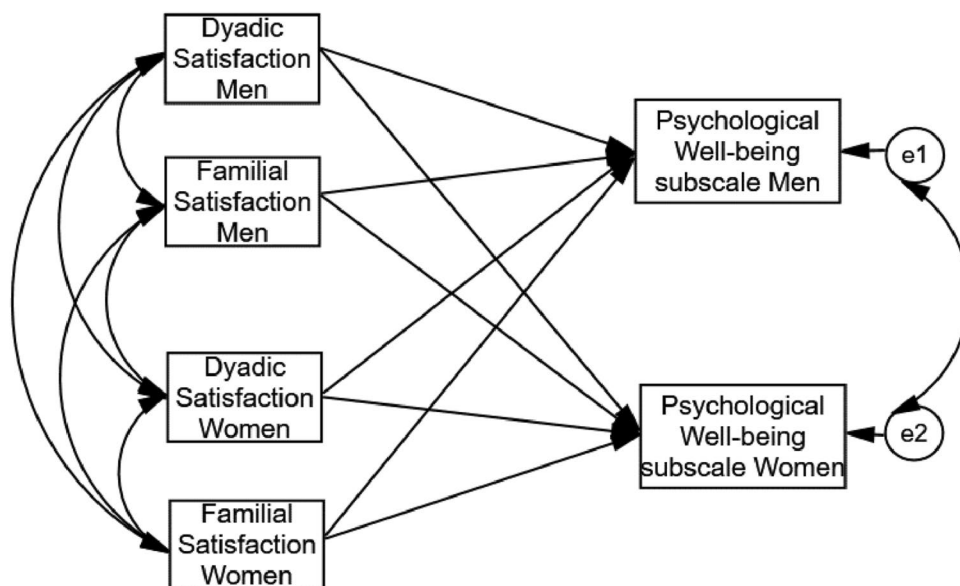 Dyadic
Satisfaction
Men
Familial
Satisfaction
Men
Dyadic
Satisfaction
Women
Familial
Satisfaction
Women
Psychological
Well-being
subscale Men
Psychological
Well-being
subscale Women
e1
e2